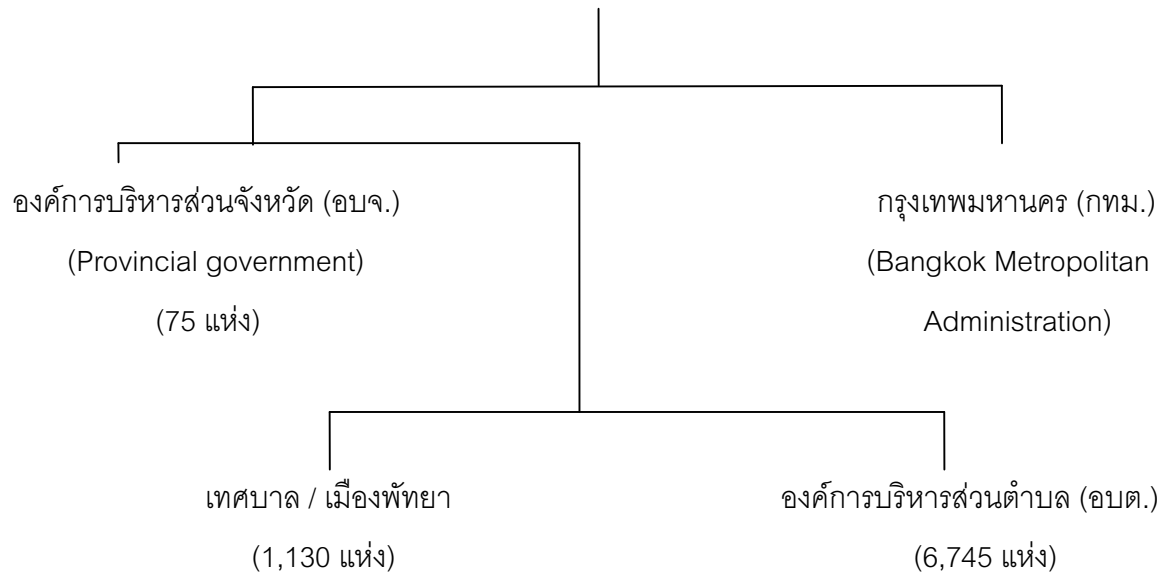 องค์การบริหารส่วนจังหวัด (อบจ.)
(Provincial government)
(75 แห่ง)
กรุงเทพมหานคร (กทม.)
(Bangkok Metropolitan
Administration)
เทศบาล / เมืองพัทยา
(1,130 แห่ง)
องค์การบริหารส่วนตำบล (อบต.)
(6,745 แห่ง)